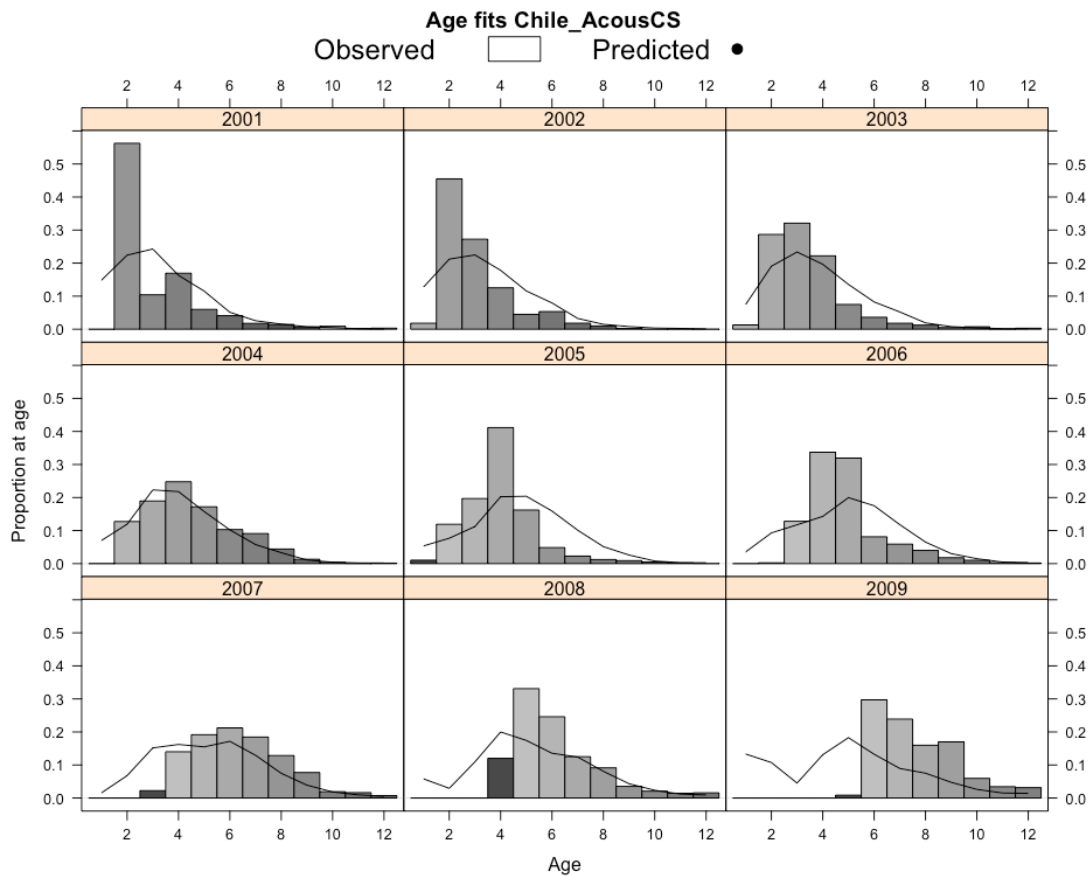 Age fits Chile_AcousCS
Observed Predicted
2 4 6 8 10 12 2 4 6 8 10 12 2 4 6 8 10 12
2001 2002 2003
0.5 0.5
0.4 0.4
0.3 0.3
0.2 0.2
0.1 0.1
0.0 0.0
2004 2005 2006
0.5 0.5
0.4 0.4
0.3 0.3
0.2 0.2
0.1 0.1
0.0 0.0
Proportion at age
2007 2008 2009
0.5 0.5
0.4 0.4
0.3 0.3
0.2 0.2
0.1 0.1
0.0 0.0
2 4 6 8 10 12 2 4 6 8 10 12 2 4 6 8 10 12
Age